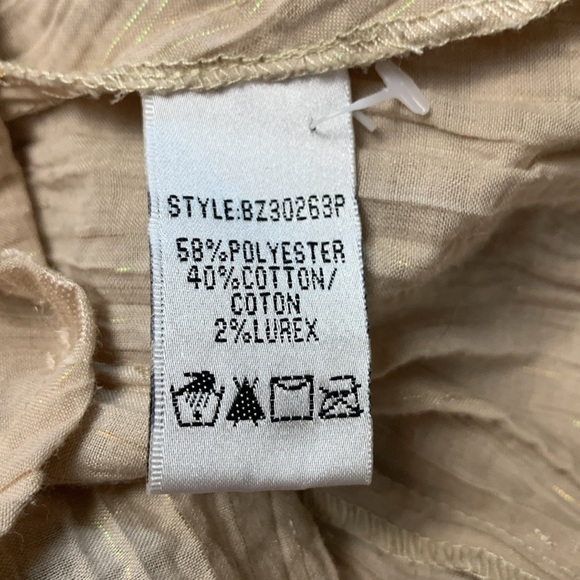 STYLE:BZ30263P
58%POLYESTER
40%COTTON/
COTON
2%LUREX